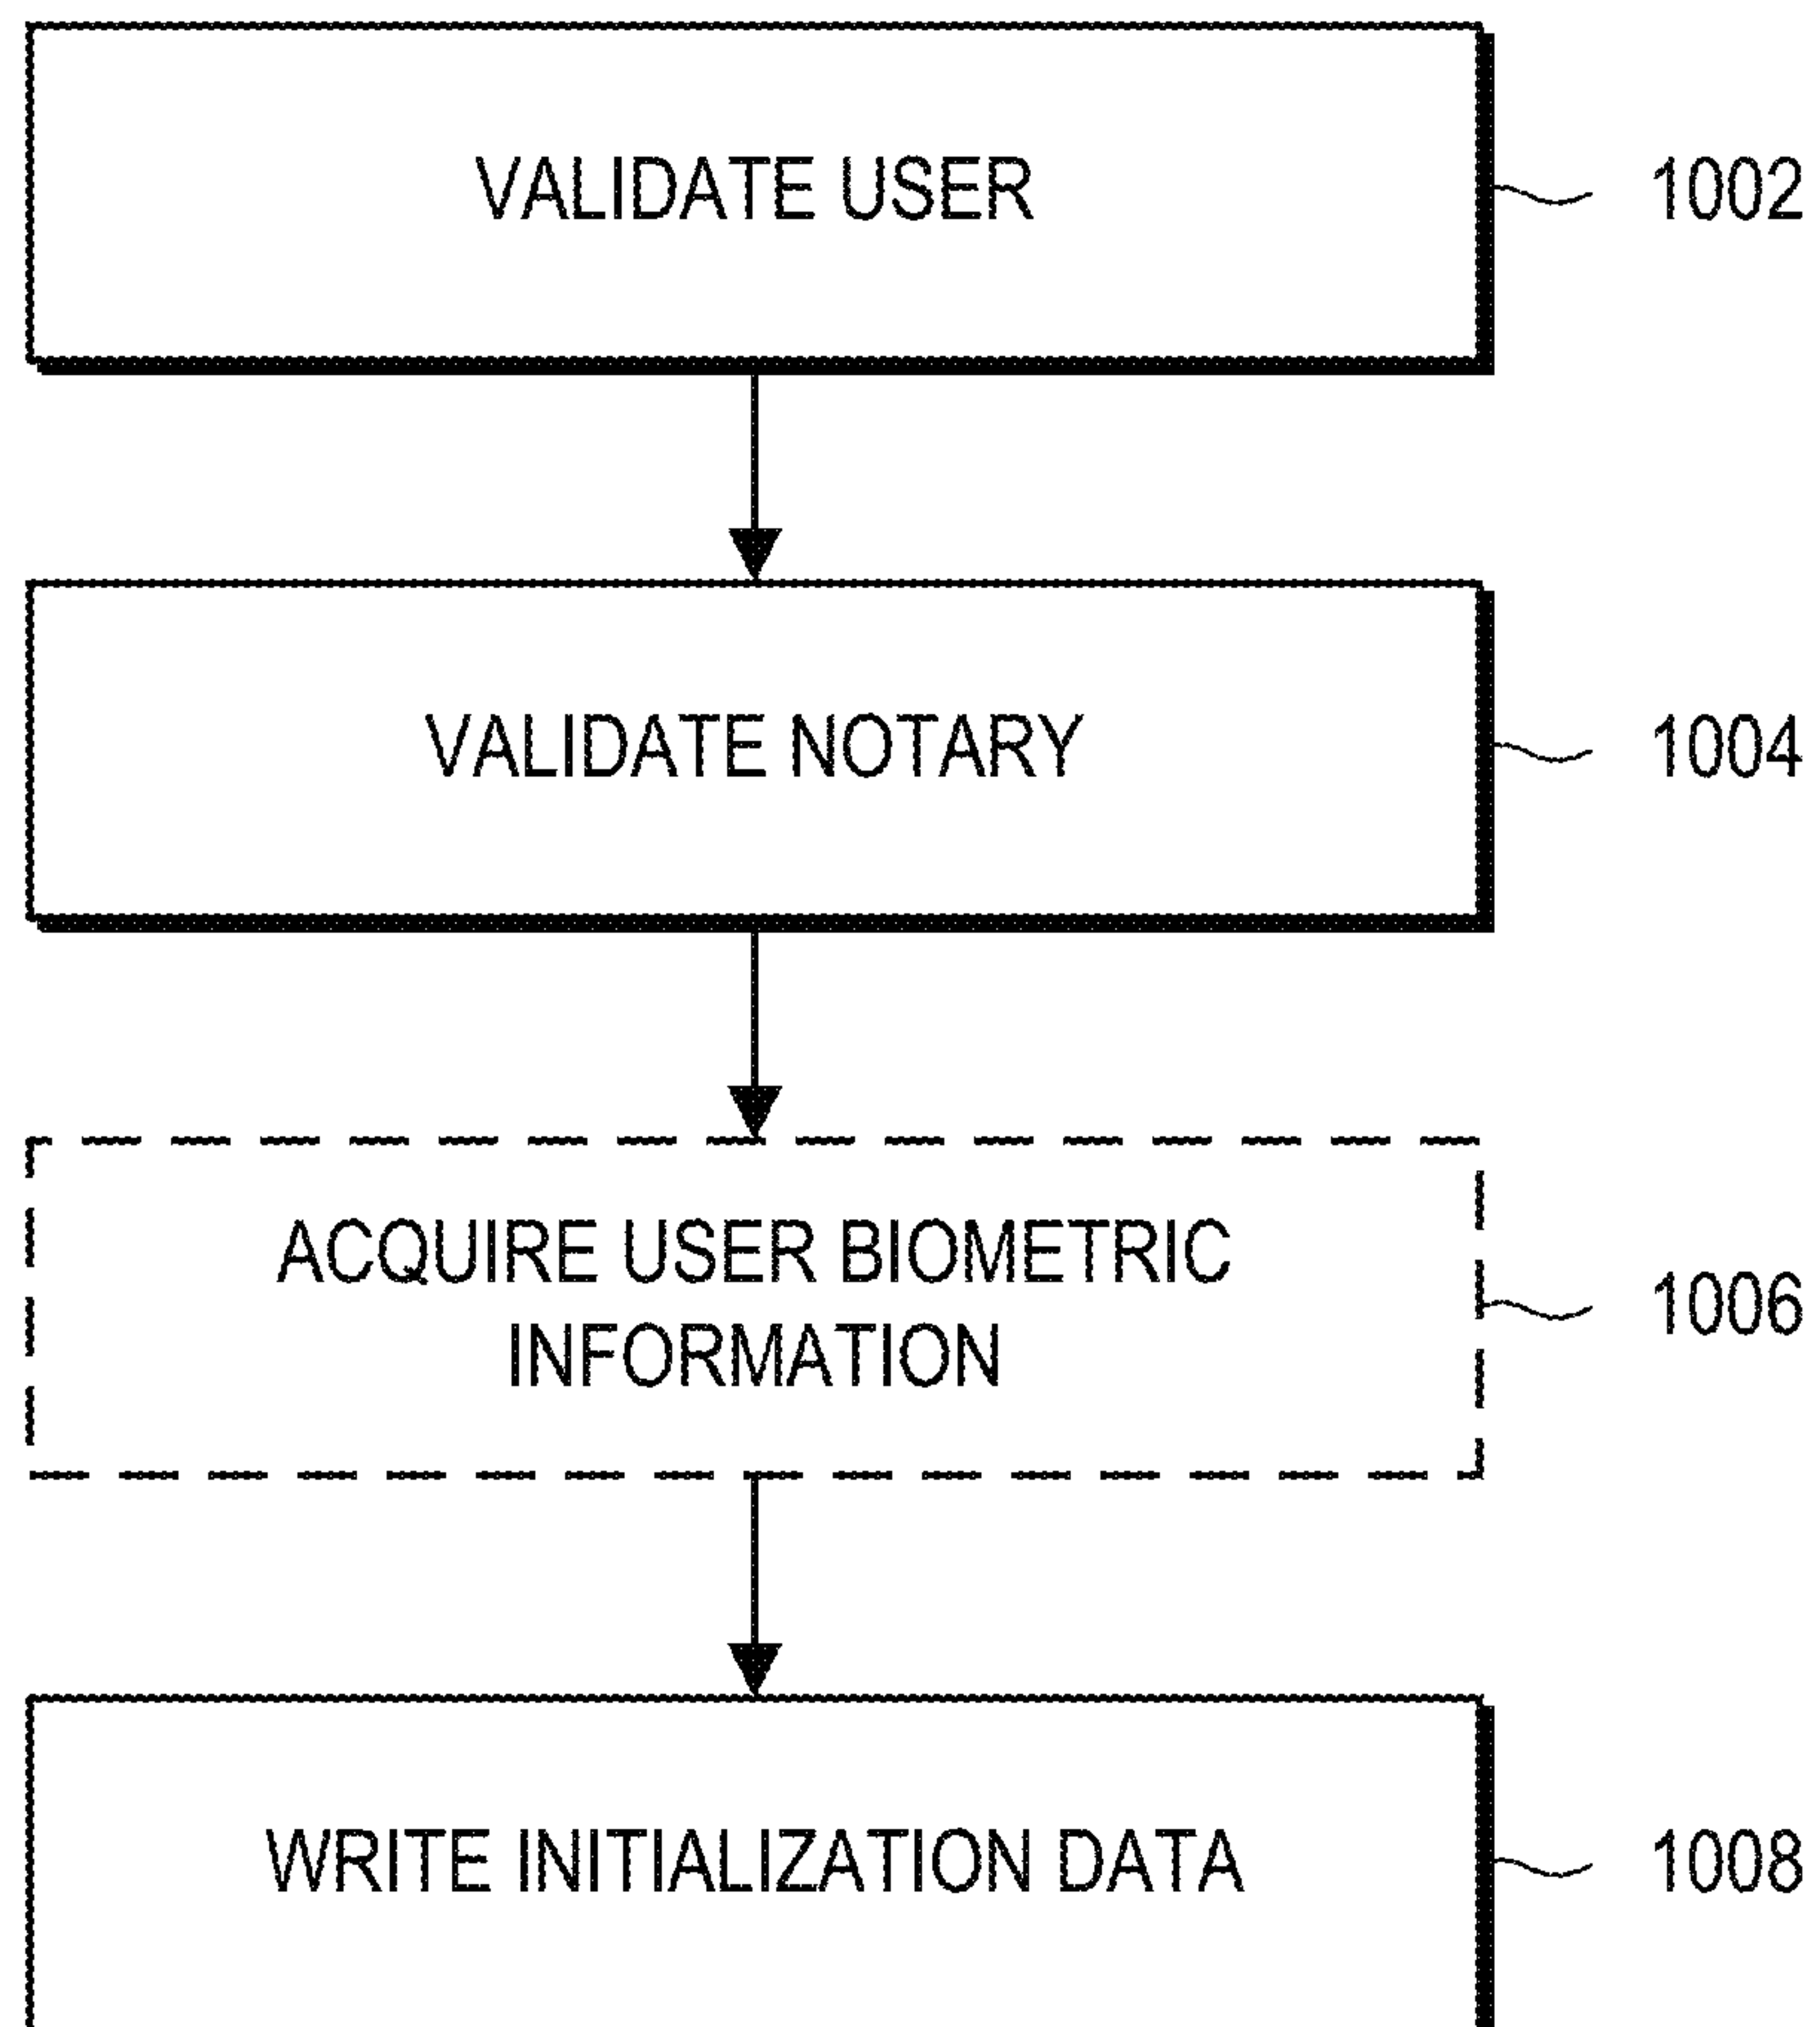 VALIDATE USER
1002
VALIDATE NOTARY
1004
ACQUIRE USER BIOMETRIC
INFORMATION
1006
WRITE INITIALIZATION DATA
1008